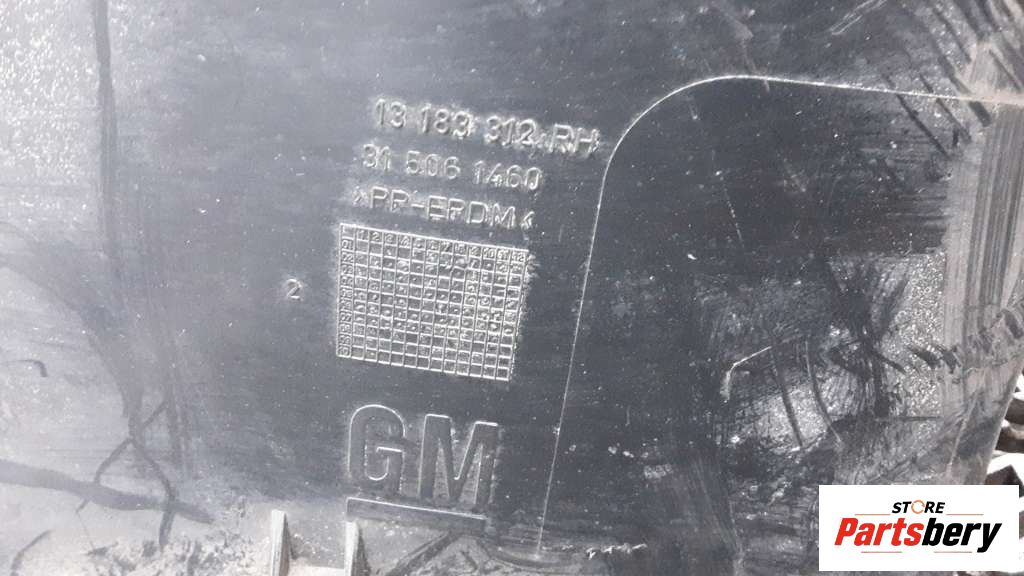 13 183 312 RH
31 506 1460
>PP-EPDM<
2
GM
STORE
Partsbery